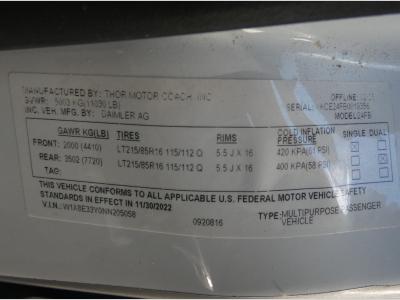 MANUFACTURED BY: THOR MOTOR COACH, INC
GVWR: 5003 KG(11030 LB)
INC. VEH. MFG. BY: DAIMLER AG
SERIAL:
MODEL:24FB
GAWR KG(LB) TIRES RIMS COLD INFLATION PRESSURE SINGLE DUAL
FRONT: 2000 (4410) LT215/85R16 115/112 Q 5.5 J X 16 420 KPA(61 PSI)
REAR: 3502 (7720) LT215/85R16 115/112 Q 5.5 J X 16 400 KPA(58 PSI)
TAG:
THIS VEHICLE CONFORMS TO ALL APPLICABLE U.S. FEDERAL MOTOR VEHICLE SAFETY
STANDARDS IN EFFECT IN 11/30/2022
V.I.N.: W1X8E33Y0NN205058 0920816 TYPE: MULTIPURPOSE PASSENGER
VEHICLE